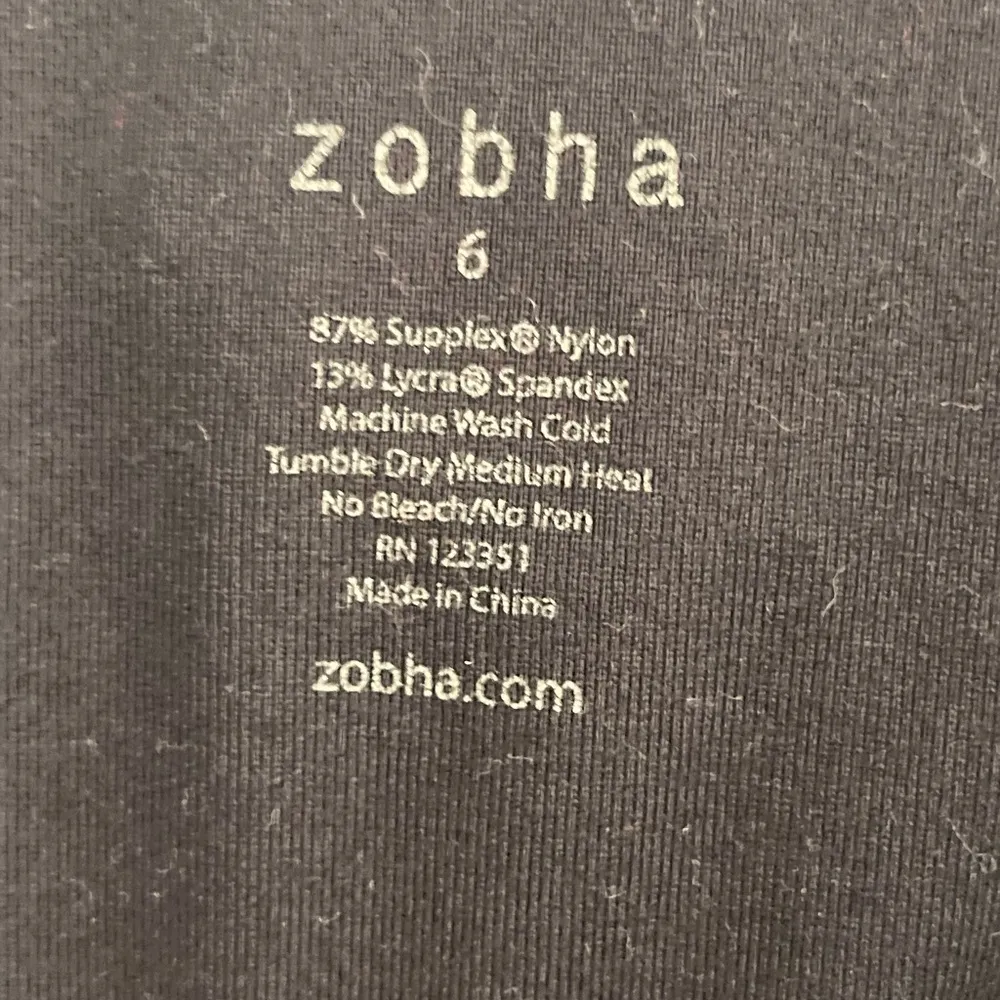 zobha
6
87% Supplex® Nylon
13% Lycra® Spandex
Machine Wash Cold
Tumble Dry Medium Heat
No Bleach/No Iron
RN 123351
Made in China
zobha.com